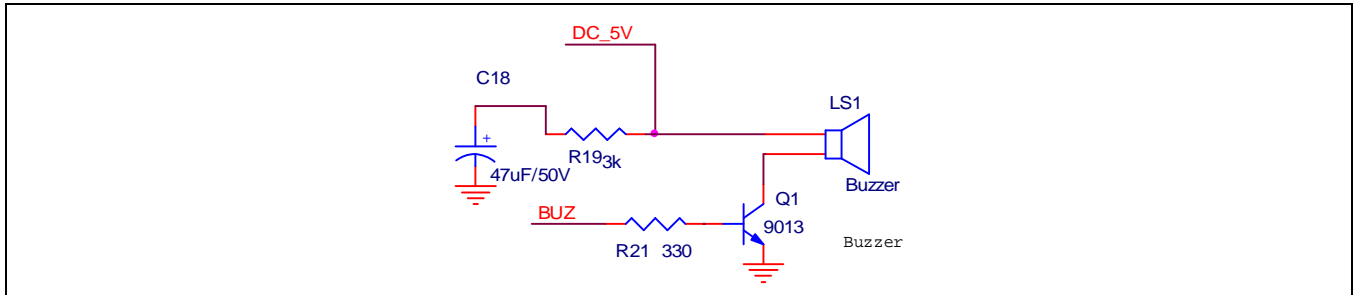 DC_5V
C18
LS1
+
R19 3k
47uF/50V
Buzzer
Q1
BUZ
9013
Buzzer
R21 330